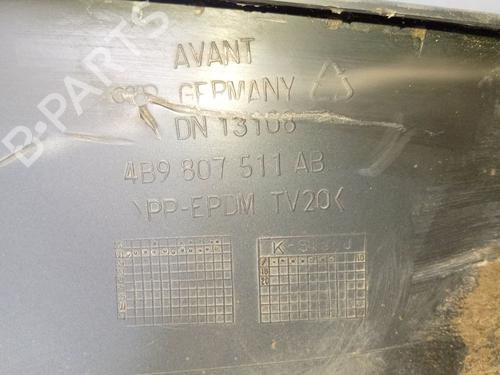 B-PARTS
AVANT
GERMANY
DN 13108
4B9 807 511 AB
>PP-EPDM TV20<